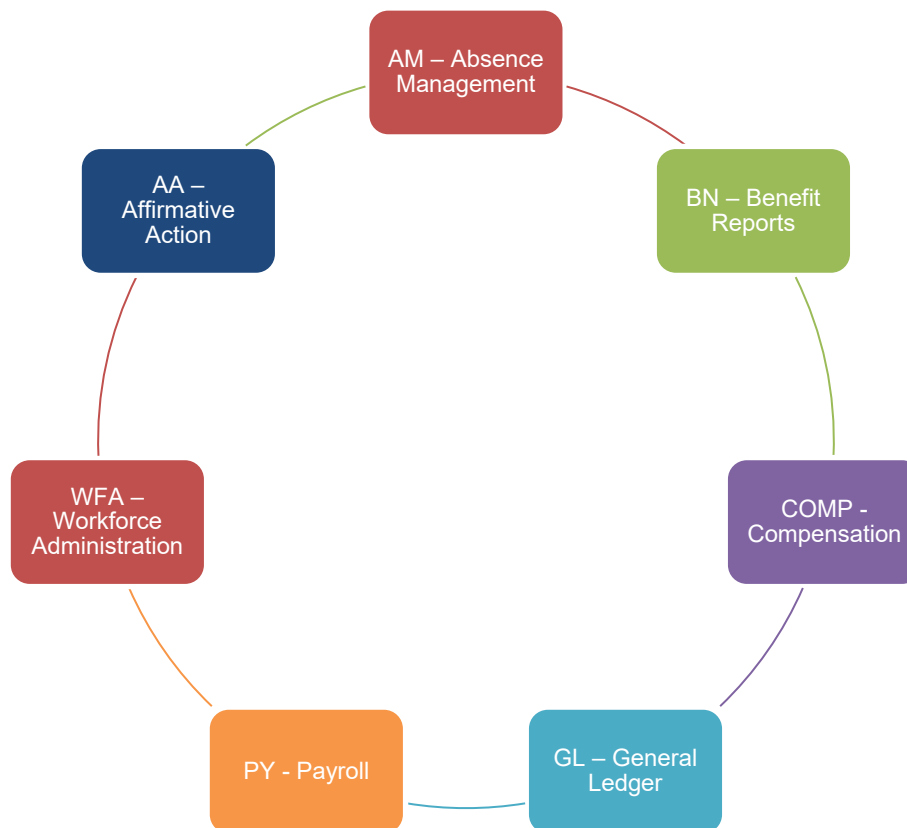 AM – Absence
Management
BN – Benefit
Reports
COMP -
Compensation
GL – General
Ledger
PY - Payroll
WFA –
Workforce
Administration
AA –
Affirmative
Action